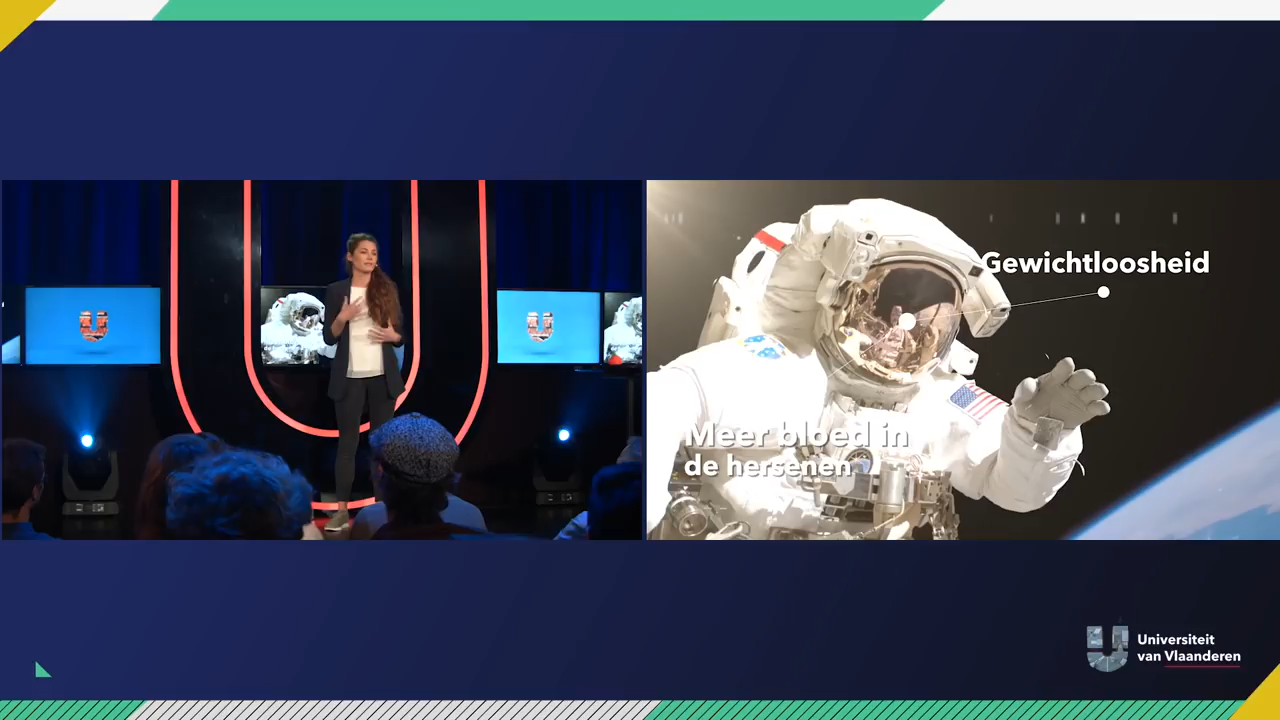 Gewichtloosheid
Meer bloed in
de hersenen
Universiteit
van Vlaanderen